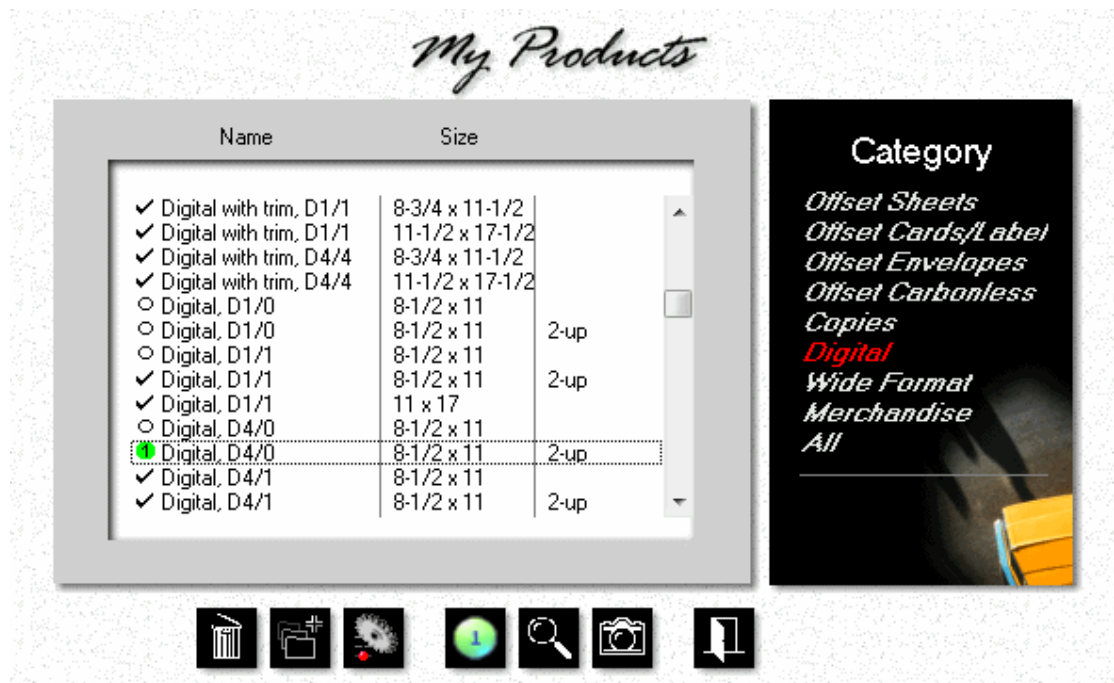 My Products
Name Size
Digital with trim, D1/1 8-3/4 x 11-1/2
Digital with trim, D1/1 11-1/2 x 17-1/2
Digital with trim, D4/4 8-3/4 x 11-1/2
Digital with trim, D4/4 11-1/2 x 17-1/2
Digital, D1/0 8-1/2 x 11
Digital, D1/0 8-1/2 x 11 2-up
Digital, D1/1 8-1/2 x 11
Digital, D1/1 8-1/2 x 11 2-up
Digital, D1/1 11 x 17
Digital, D4/0 8-1/2 x 11
1 Digital, D4/0 8-1/2 x 11 2-up
Digital, D4/1 8-1/2 x 11
Digital, D4/1 8-1/2 x 11 2-up
Category
Offset Sheets
Offset Cards/Label
Offset Envelopes
Offset Carbonless
Copies
Digital
Wide Format
Merchandise
All
1